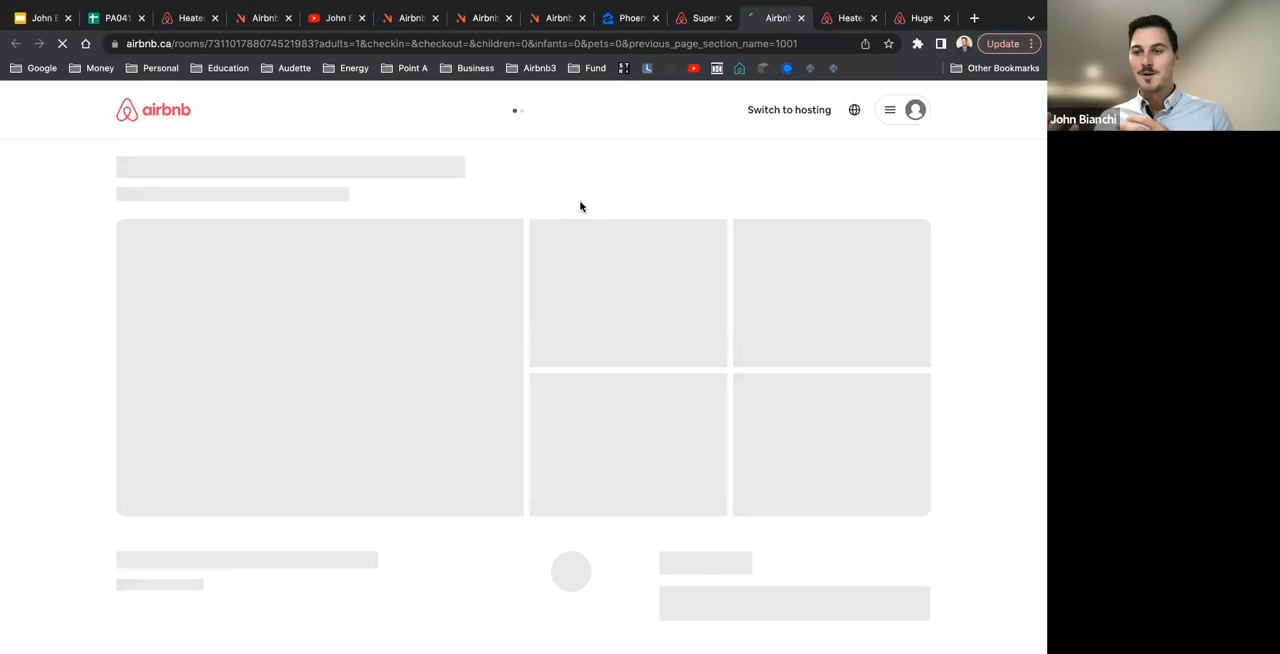 John E
PA041
Heate
Airbnb
John E
Airbnb
Airbnb
Airbnb
Phoen
Superl
Airbnb
Heate
Huge
airbnb.ca/rooms/731101788074521983?adults=1&checkin=&checkout=&children=0&infants=0&pets=0&previous_page_section_name=1001
Update
Google
Money
Personal
Education
Audette
Energy
Point A
Business
Airbnb3
Fund
Other Bookmarks
airbnb
Switch to hosting
John Bianchi